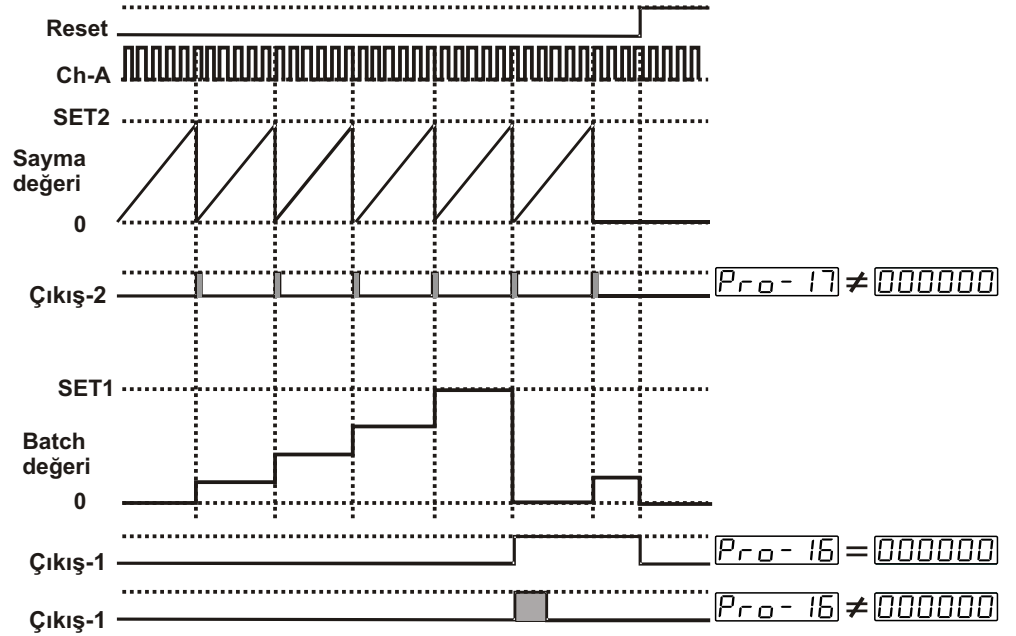 Reset
Ch-A
SET2
Sayma
değeri
0
Çıkış-2
Pro-17 ≠ 000000
SET1
Batch
değeri
0
Çıkış-1
Pro-16 = 000000
Çıkış-1
Pro-16 ≠ 000000